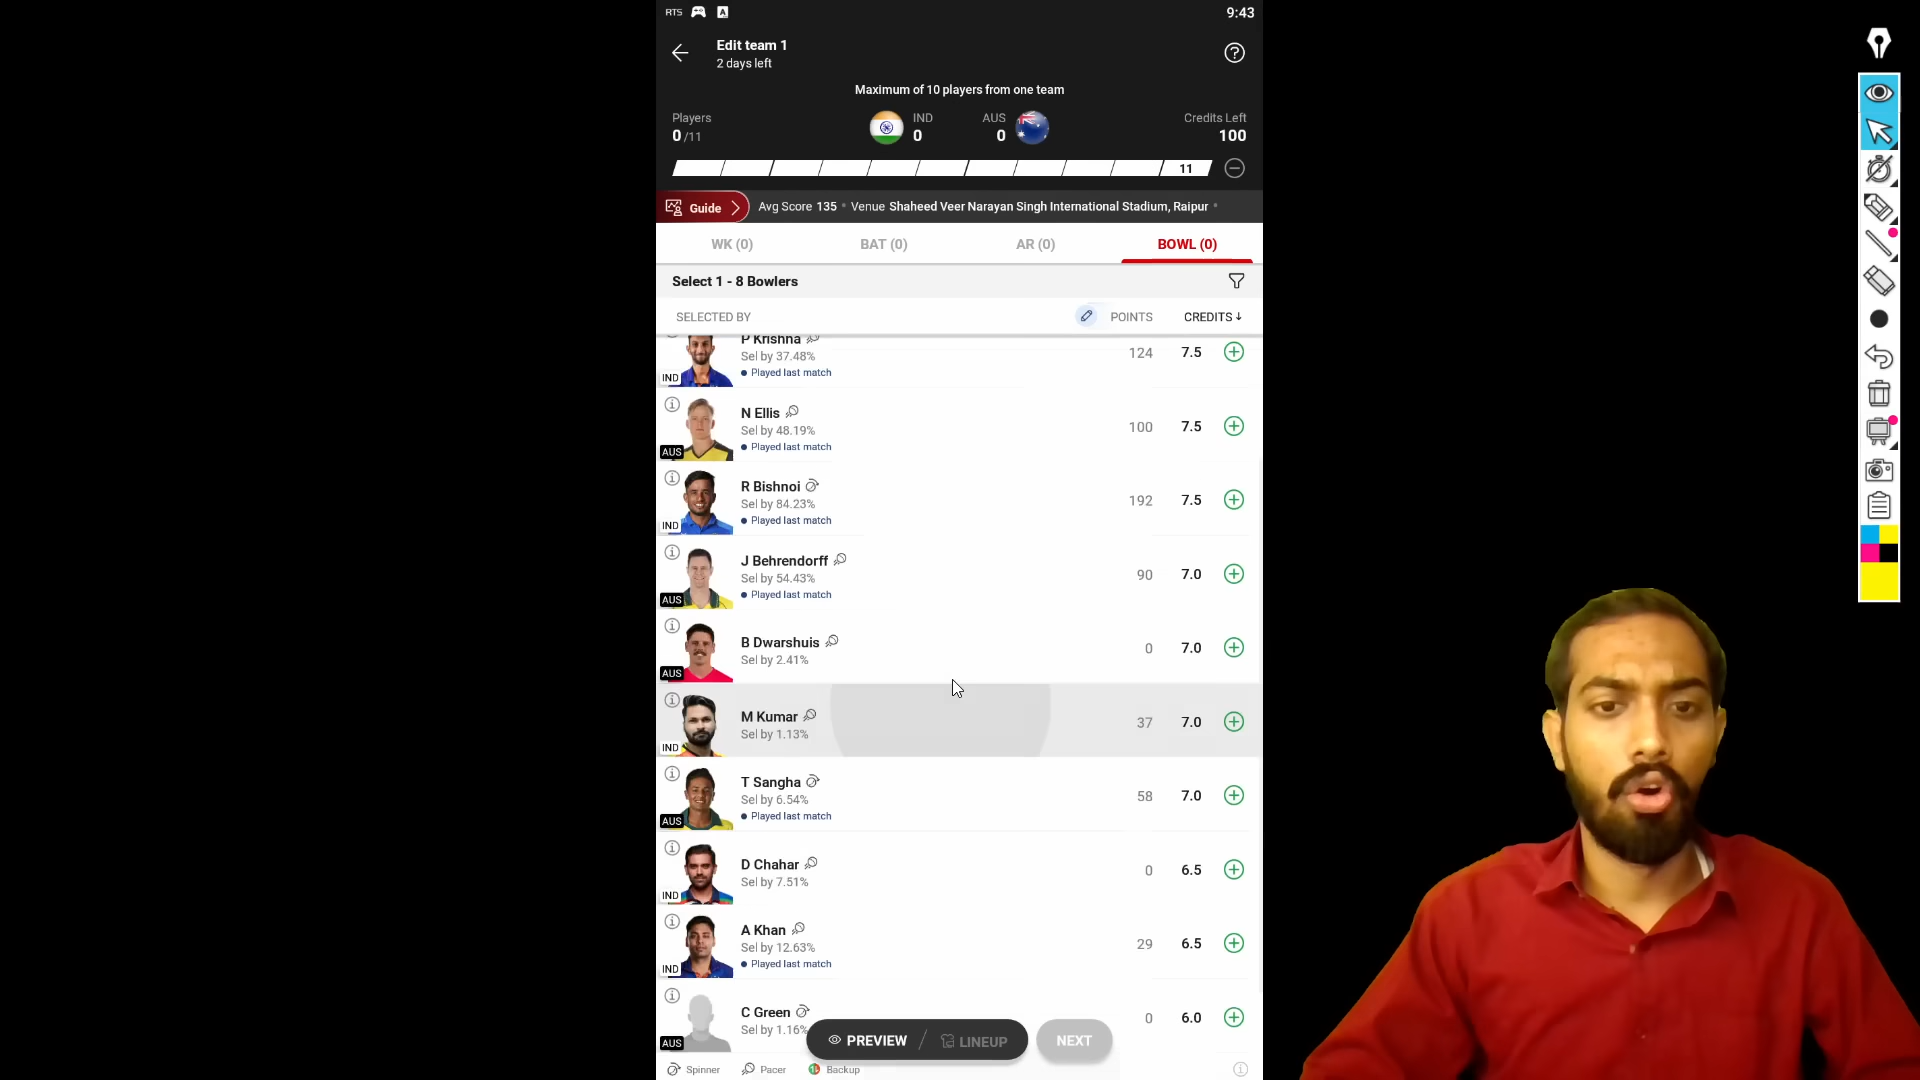 RTS A 9:43
Edit team 1
2 days left
Maximum of 10 players from one team
Players IND AUS Credits Left
0 /11 0 0 100
11
Guide Avg Score 135 • Venue Shaheed Veer Narayan Singh International Stadium, Raipur •
WK (0) BAT (0) AR (0) BOWL (0)
Select 1 - 8 Bowlers
SELECTED BY POINTS CREDITS↓
P Krishna
Sel by 37.48% 124 7.5
IND • Played last match
N Ellis
Sel by 48.19% 100 7.5
AUS • Played last match
R Bishnoi
Sel by 84.23% 192 7.5
IND • Played last match
J Behrendorff
Sel by 54.43% 90 7.0
AUS • Played last match
B Dwarshuis
Sel by 2.41% 0 7.0
AUS
M Kumar
Sel by 1.13% 37 7.0
IND
T Sangha
Sel by 6.54% 58 7.0
AUS • Played last match
D Chahar
Sel by 7.51% 0 6.5
IND
A Khan
Sel by 12.63% 29 6.5
IND • Played last match
C Green
Sel by 1.16% 0 6.0
AUS
PREVIEW / LINEUP NEXT
Spinner Pacer Backup